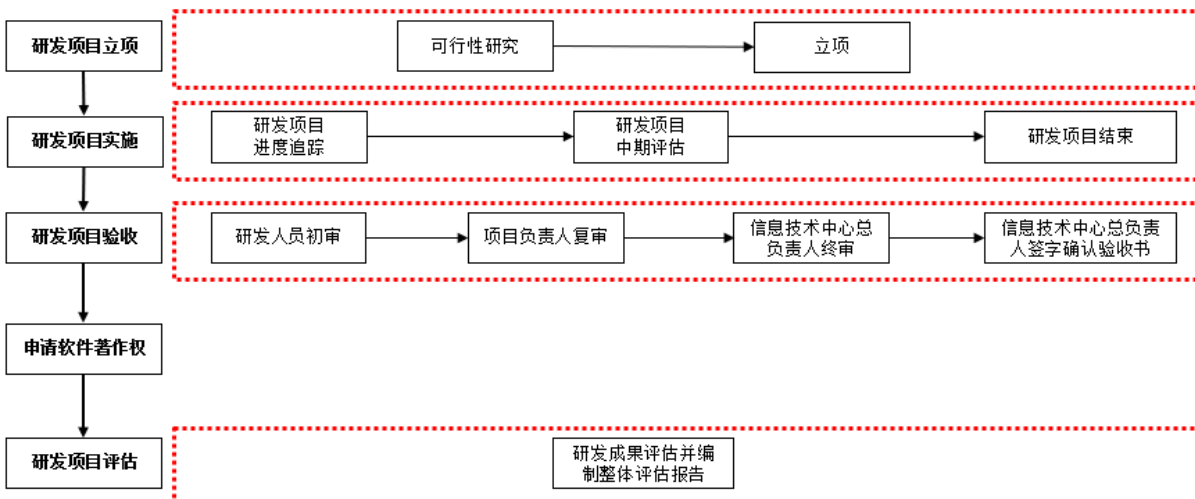 研发项目立项
可行性研究
立项
研发项目实施
研发项目
进度追踪
研发项目
中期评估
研发项目结束
研发项目验收
研发人员初审
项目负责人复审
信息技术中心总
负责人终审
信息技术中心总负责
人签字确认验收书
申请软件著作权
研发项目评估
研发成果评估并编
制整体评估报告